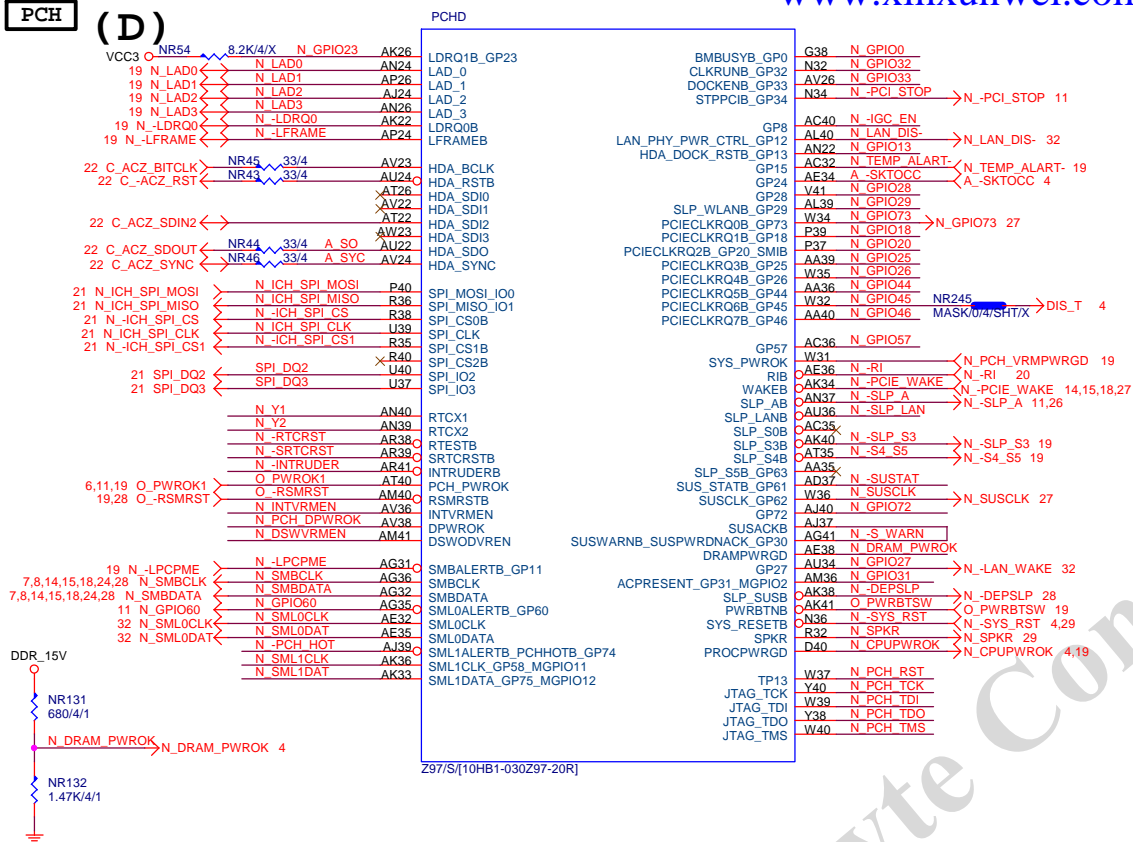 www.xinxunwei.com
PCH
(D)
PCHD
VCC3 NR54 8.2K/4/X N_GPIO23 AK26 LDRQ1B_GP23
19 N_LAD0 N_LAD0 AN24 LAD_0
19 N_LAD1 N_LAD1 AP26 LAD_1
19 N_LAD2 N_LAD2 AJ24 LAD_2
19 N_LAD3 N_LAD3 AN26 LAD_3
19 N_-LDRQ0 N_-LDRQ0 AK22 LDRQ0B
19 N_-LFRAME N_-LFRAME AP24 LFRAMEB
22 C_ACZ_BITCLK NR45 33/4 AV23 HDA_BCLK
22 C_-ACZ_RST NR43 33/4 AU24 HDA_RSTB
AT26 HDA_SDI0
AV22 HDA_SDI1
22 C_ACZ_SDIN2 AT22 HDA_SDI2
AW23 HDA_SDI3
22 C_ACZ_SDOUT NR44 33/4 A_SO AU22 HDA_SDO
22 C_ACZ_SYNC NR46 33/4 A_SYC AV24 HDA_SYNC
21 N_ICH_SPI_MOSI N_ICH_SPI_MOSI P40 SPI_MOSI_IO0
21 N_ICH_SPI_MISO N_ICH_SPI_MISO R36 SPI_MISO_IO1
21 N_-ICH_SPI_CS N_-ICH_SPI_CS R38 SPI_CS0B
21 N_ICH_SPI_CLK N_ICH_SPI_CLK U39 SPI_CLK
21 N_-ICH_SPI_CS1 N_-ICH_SPI_CS1 R35 SPI_CS1B
R40 SPI_CS2B
21 SPI_DQ2 SPI_DQ2 U40 SPI_IO2
21 SPI_DQ3 SPI_DQ3 U37 SPI_IO3
N_Y1 AN40 RTCX1
N_Y2 AN39 RTCX2
N_-RTCRST AR38 RTESTB
N_-SRTCRST AR39 SRTCRSTB
N_-INTRUDER AR41 INTRUDERB
6,11,19 O_PWROK1 O_PWROK1 AT40 PCH_PWROK
19,28 O_-RSMRST O_-RSMRST AM40 RSMRSTB
N_INTVRMEN AV36 INTVRMEN
N_PCH_DPWROK AV38 DPWROK
N_DSWVRMEN AM41 DSWODVREN
19 N_-LPCPME N_-LPCPME AG31 SMBALERTB_GP11
7,8,14,15,18,24,28 N_SMBCLK N_SMBCLK AG36 SMBCLK
7,8,14,15,18,24,28 N_SMBDATA N_SMBDATA AG32 SMBDATA
11 N_GPIO60 N_GPIO60 AG35 SML0ALERTB_GP60
32 N_SML0CLK N_SML0CLK AE32 SML0CLK
32 N_SML0DAT N_SML0DAT AE35 SML0DATA
N_-PCH_HOT AJ39 SML1ALERTB_PCHHOTB_GP74
N_SML1CLK AK36 SML1CLK_GP58_MGPIO11
N_SML1DAT AK33 SML1DATA_GP75_MGPIO12
BMBUSYB_GP0 G38 N_GPIO0
CLKRUNB_GP32 N32 N_GPIO32
DOCKENB_GP33 AV26 N_GPIO33
STPPCIB_GP34 N34 N_-PCI_STOP N_-PCI_STOP 11
GP8 AC40 N_-IGC_EN
LAN_PHY_PWR_CTRL_GP12 AL40 N_LAN_DIS- N_LAN_DIS- 32
HDA_DOCK_RSTB_GP13 AN22 N_GPIO13
GP15 AC32 N_TEMP_ALART- N_TEMP_ALART- 19
GP24 AE34 A_-SKTOCC A_-SKTOCC 4
GP28 V41 N_GPIO28
SLP_WLANB_GP29 AL39 N_GPIO29
PCIECLKRQ0B_GP73 W34 N_GPIO73 N_GPIO73 27
PCIECLKRQ1B_GP18 P39 N_GPIO18
PCIECLKRQ2B_GP20_SMIB P37 N_GPIO20
PCIECLKRQ3B_GP25 AA39 N_GPIO25
PCIECLKRQ4B_GP26 W35 N_GPIO26
PCIECLKRQ5B_GP44 AA36 N_GPIO44
PCIECLKRQ6B_GP45 W32 N_GPIO45 NR245 DIS_T 4
PCIECLKRQ7B_GP46 AA40 N_GPIO46 MASK/0/4/SHT/X
GP57 AC36 N_GPIO57
SYS_PWROK W31 N_PCH_VRMPWRGD 19
RIB AE36 N_-RI N_-RI 20
WAKEB AK34 N_-PCIE_WAKE N_-PCIE_WAKE 14,15,18,27
SLP_AB AN37 N_-SLP_A N_-SLP_A 11,26
SLP_LANB AU36 N_-SLP_LAN
SLP_S0B AC35
SLP_S3B AK40 N_-SLP_S3 N_-SLP_S3 19
SLP_S4B AT35 N_-S4_S5 N_-S4_S5 19
SLP_S5B_GP63 AA35
SUS_STATB_GP61 AD37 N_-SUSTAT
SUSCLK_GP62 W36 N_SUSCLK N_SUSCLK 27
GP72 AJ40 N_GPIO72
SUSACKB AJ37
SUSWARNB_SUSPWRDNACK_GP30 AG41 N_-S_WARN
DRAMPWRGD AE38 N_DRAM_PWROK
GP27 AU34 N_GPIO27 N_-LAN_WAKE 32
ACPRESENT_GP31_MGPIO2 AM36 N_GPIO31
SLP_SUSB AK38 N_-DEPSLP N_-DEPSLP 28
PWRBTNB AK41 O_PWRBTSW O_PWRBTSW 19
SYS_RESETB N36 N_-SYS_RST N_-SYS_RST 4,29
SPKR R32 N_SPKR N_SPKR 29
PROCPWRGD D40 N_CPUPWROK N_CPUPWROK 4,19
TP13 W37 N_PCH_RST
JTAG_TCK Y40 N_PCH_TCK
JTAG_TDI W39 N_PCH_TDI
JTAG_TDO Y38 N_PCH_TDO
JTAG_TMS W40 N_PCH_TMS
Z97/S/[10HB1-030Z97-20R]
DDR_15V
NR131
680/4/1
N_DRAM_PWROK N_DRAM_PWROK 4
NR132
1.47K/4/1
yte Con